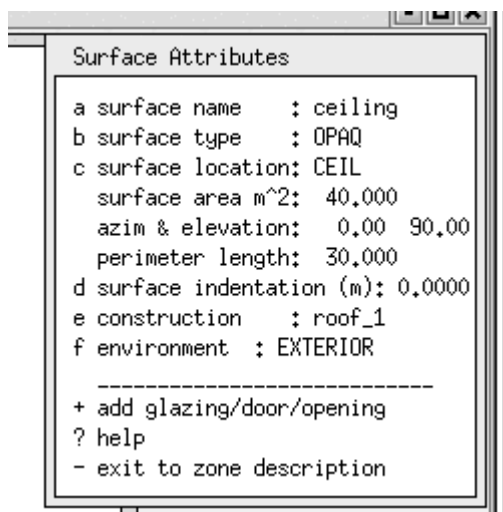 Surface Attributes
a surface name    : ceiling
b surface type    : OPAQ
c surface location: CEIL
  surface area m^2:  40.000
  azim & elevation:   0.00  90.00
  perimeter length:  30.000
d surface indentation (m): 0.0000
e construction    : roof_1
f environment  : EXTERIOR
  ____________________________
+ add glazing/door/opening
? help
- exit to zone description